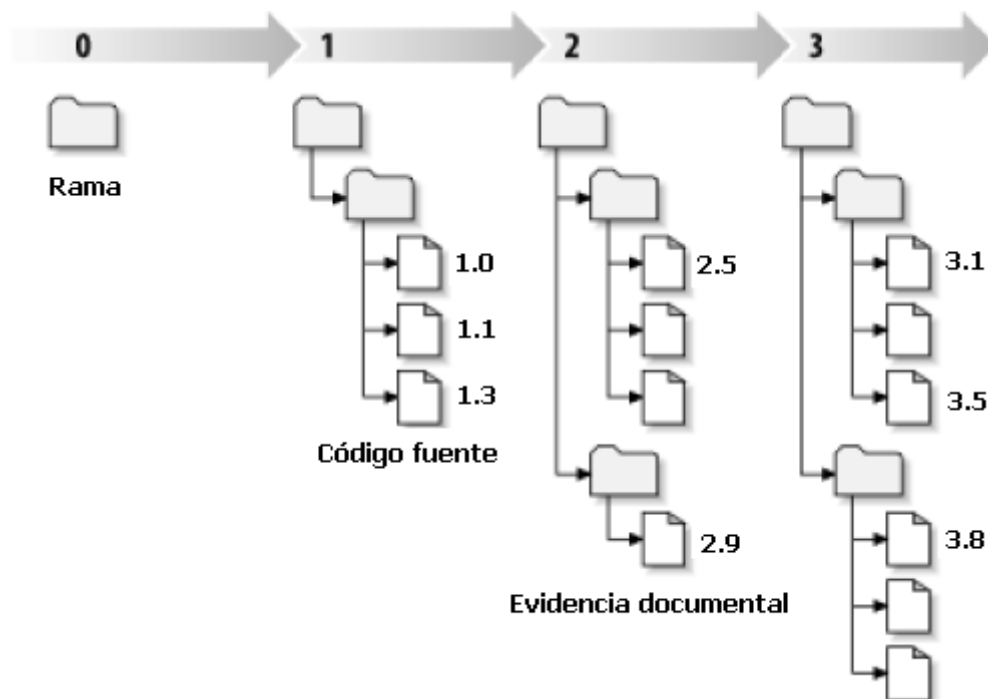 0 1 2 3
Rama
1.0 2.5 3.1
1.1
1.3 3.5
Código fuente
2.9 3.8
Evidencia documental